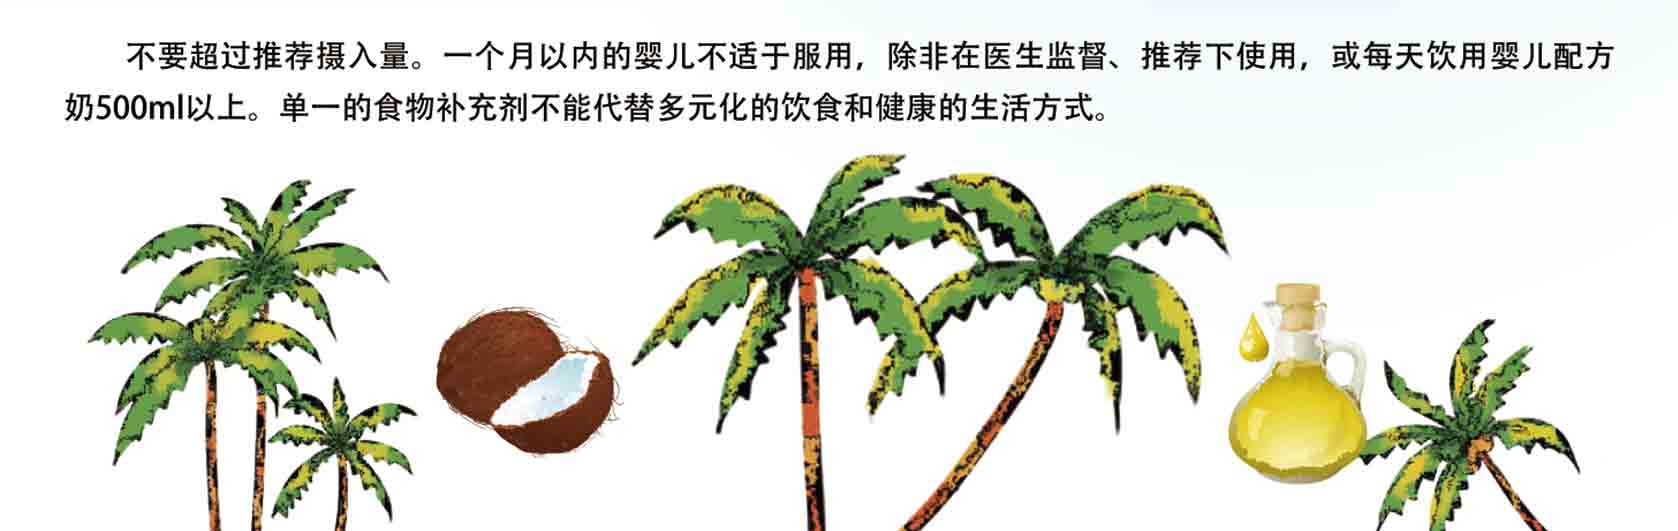 不要超过推荐摄入量。一个月以内的婴儿不适于服用，除非在医生监督、推荐下使用，或每天饮用婴儿配方
奶500ml以上。单一的食物补充剂不能代替多元化的饮食和健康的生活方式。